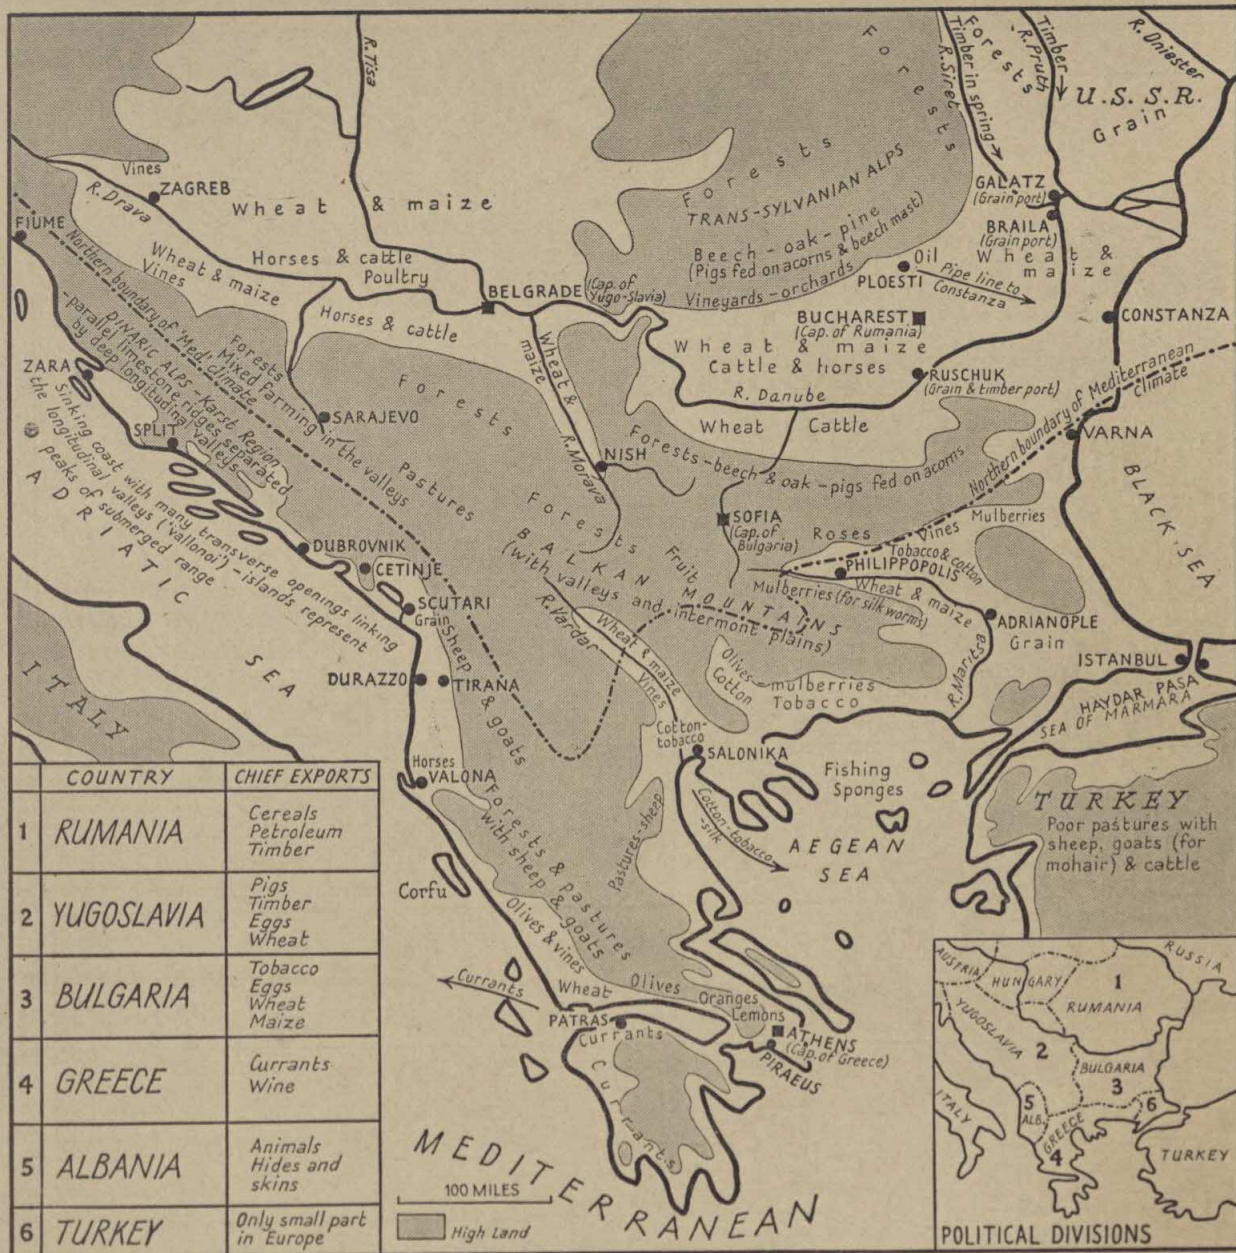 R. Tisa
Forests
R. Siret
Timber in spring
Forests
Timber
R. Pruth
R. Dniester
U.S.S.R.
Grain
Vines
ZAGREB
R. Drava
Wheat & maize
Forests
TRANS-SYLVANIAN ALPS
Beech - oak - pine
(Pigs fed on acorns & beech mast)
Vineyards - orchards
GALATZ
(Grain port)
BRAILA
(Grain port)
Wheat &
maize
FIUME
Northern boundary of 'Med.' climate
Wheat & maize
Vines
Horses & cattle
Poultry
Horses & cattle
BELGRADE
(Cap. of
Yugo-Slavia)
Oil
PLOESTI
Pipe line to
Constanza
BUCHAREST
(Cap. of Rumania)
CONSTANZA
Wheat & maize
Cattle & horses
R. Danube
RUSCHUK
(Grain & timber port)
Northern boundary of Mediterranean
climate
ZARA
DINARIC ALPS - Karst Region
-parallel limestone ridges separated
by deep longitudinal valleys
Forests
Mixed farming in the valleys
SARAJEVO
Forests
Wheat &
maize
R. Morava
NISH
Wheat
Cattle
Forests - beech & oak - pigs fed on acorns
VARNA
SPLIT
Sinking coast with many transverse openings linking
the longitudinal valleys ('vallonoi') - islands represent
peaks of submerged range
ADRIATIC
SEA
Pastures
Forests
BALKAN MOUNTAINS
(with valleys and intermont plains)
Fruit
SOFIA
(Cap. of
Bulgaria)
Roses
Vines
Mulberries
BLACK SEA
Tobacco & cotton
PHILIPPOPOLIS
Mulberries (for silk worms)
Wheat & maize
ADRIANOPLE
Grain
R. Maritsa
DUBROVNIK
CETINJE
SCUTARI
Grain
Sheep & goats
R. Vardar
Wheat & maize
Vines
Olives
Cotton
mulberries
Tobacco
ISTANBUL
HAYDAR PASA
SEA OF MARMARA
ITALY
DURAZZO
TIRANA
Horses
VALONA
Cotton-
tobacco
SALONIKA
Cotton-tobacco
-silk
Fishing
Sponges
AEGEAN
SEA
TURKEY
Poor pastures with
sheep, goats (for
mohair) & cattle
Forests & pastures
with sheep & goats
Pastures-sheep
Corfu
Olives & vines
Currants
Wheat
Olives
Oranges
Lemons
PATRAS
Currants
Currants
ATHENS
(Cap. of Greece)
PIRAEUS
MEDITERRANEAN
100 MILES
High Land
COUNTRY CHIEF EXPORTS
1 RUMANIA Cereals
Petroleum
Timber
2 YUGOSLAVIA Pigs
Timber
Eggs
Wheat
3 BULGARIA Tobacco
Eggs
Wheat
Maize
4 GREECE Currants
Wine
5 ALBANIA Animals
Hides and
skins
6 TURKEY Only small part
in Europe
AUSTRIA
HUNGARY
RUSSIA
1
RUMANIA
YUGOSLAVIA
2
BULGARIA
3
ITALY
5
ALB.
GREECE
4
6
TURKEY
POLITICAL DIVISIONS